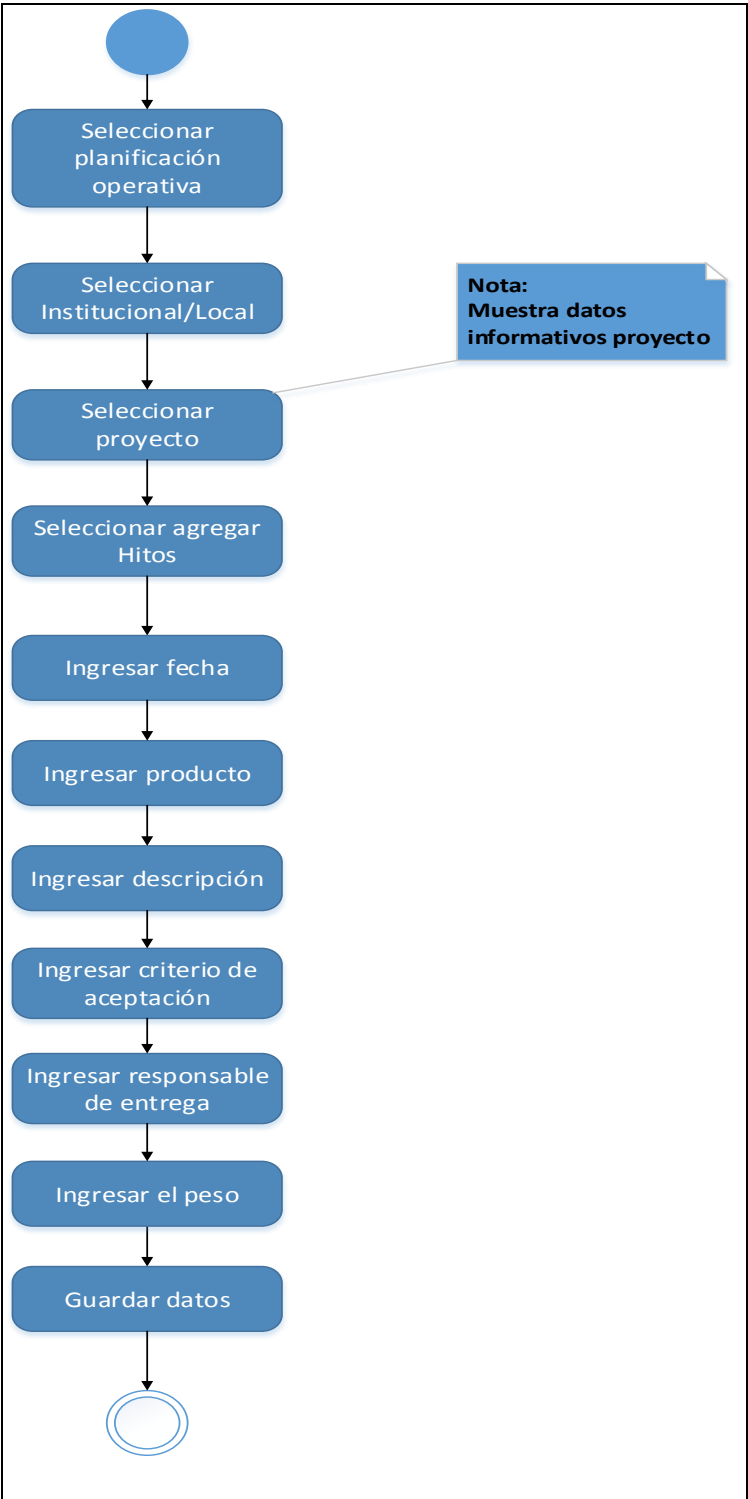 Seleccionar
planificación
operativa
Seleccionar
Institucional/Local
Nota:
Muestra datos
informativos proyecto
Seleccionar
proyecto
Seleccionar agregar
Hitos
Ingresar fecha
Ingresar producto
Ingresar descripción
Ingresar criterio de
aceptación
Ingresar responsable
de entrega
Ingresar el peso
Guardar datos